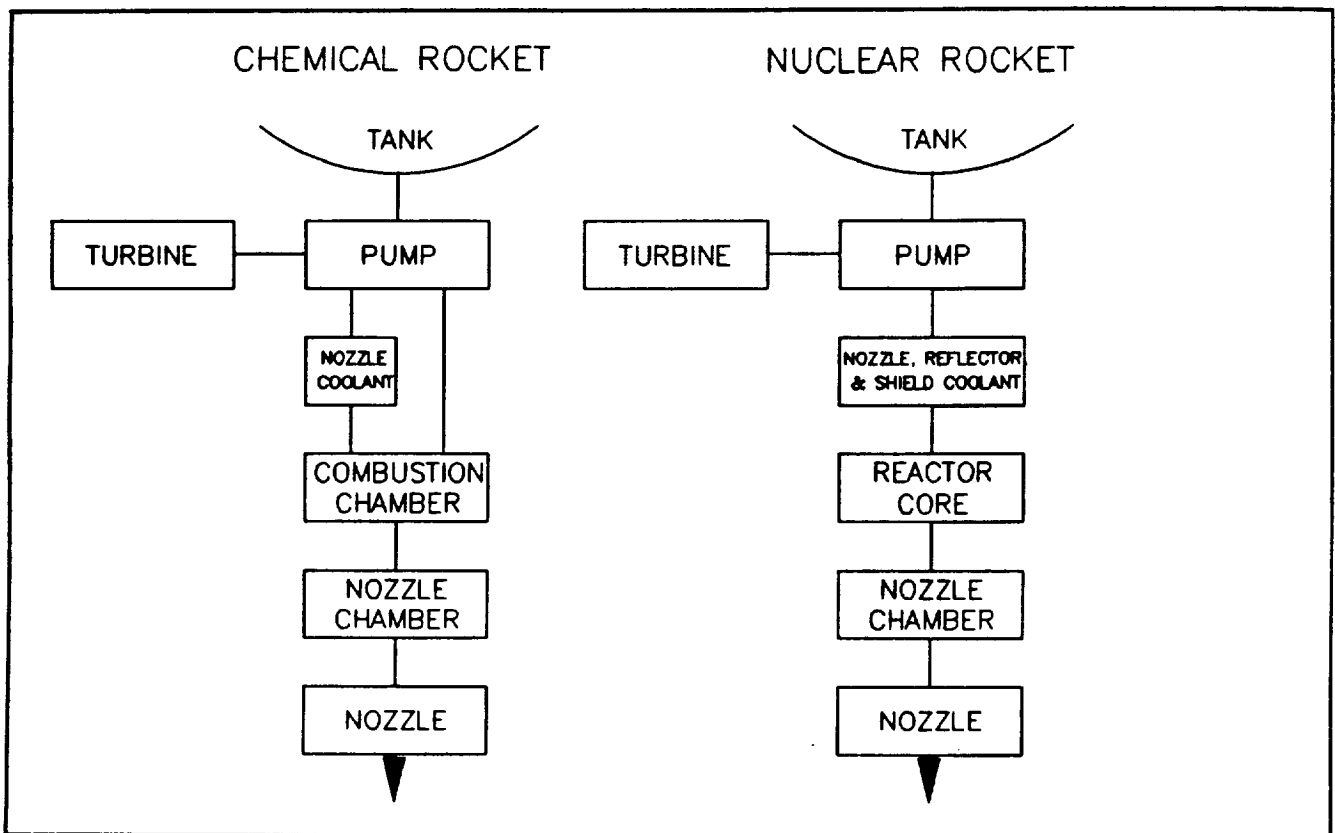 CHEMICAL ROCKET
TANK
TURBINE
PUMP
NOZZLE
COOLANT
COMBUSTION
CHAMBER
NOZZLE
CHAMBER
NOZZLE
NUCLEAR ROCKET
TANK
TURBINE
PUMP
NOZZLE, REFLECTOR
& SHIELD COOLANT
REACTOR
CORE
NOZZLE
CHAMBER
NOZZLE